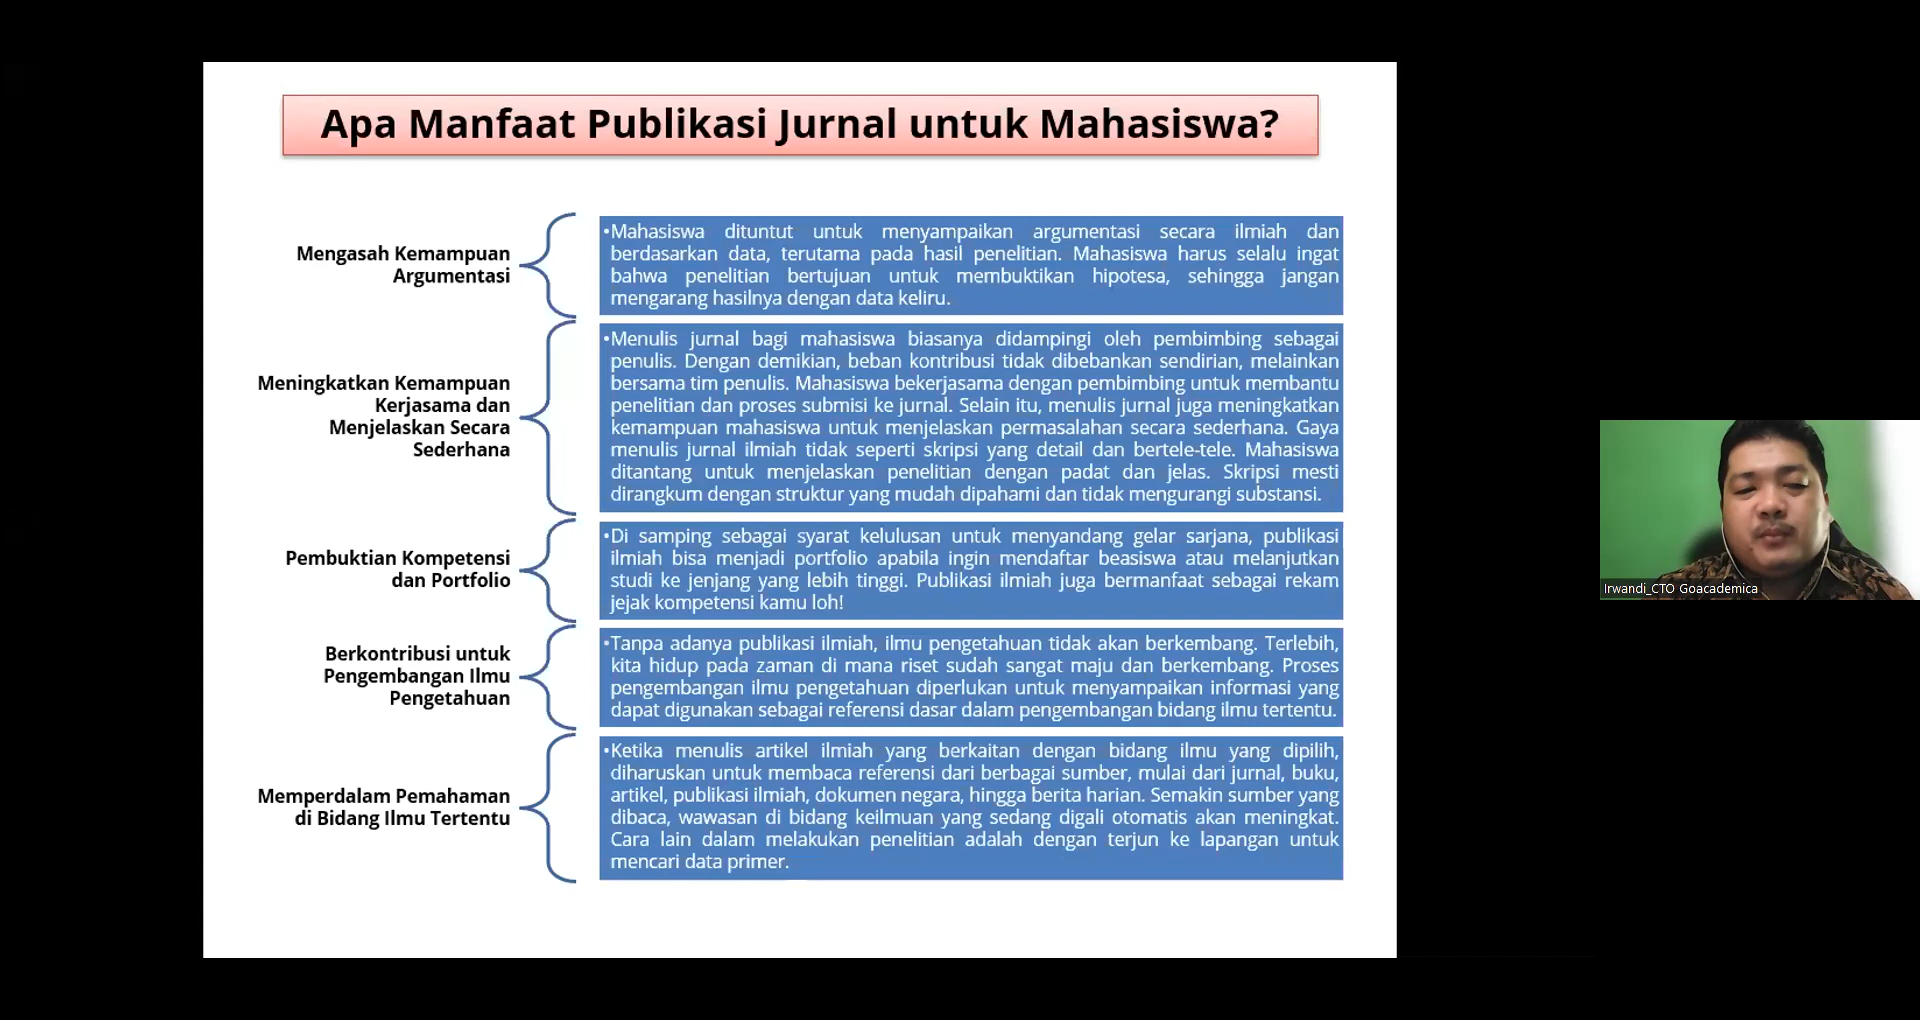 Apa Manfaat Publikasi Jurnal untuk Mahasiswa?
Mengasah Kemampuan
Argumentasi
•Mahasiswa dituntut untuk menyampaikan argumentasi secara ilmiah dan
berdasarkan data, terutama pada hasil penelitian. Mahasiswa harus selalu ingat
bahwa penelitian bertujuan untuk membuktikan hipotesa, sehingga jangan
mengarang hasilnya dengan data keliru.
Meningkatkan Kemampuan
Kerjasama dan
Menjelaskan Secara
Sederhana
•Menulis jurnal bagi mahasiswa biasanya didampingi oleh pembimbing sebagai
penulis. Dengan demikian, beban kontribusi tidak dibebankan sendirian, melainkan
bersama tim penulis. Mahasiswa bekerjasama dengan pembimbing untuk membantu
penelitian dan proses submisi ke jurnal. Selain itu, menulis jurnal juga meningkatkan
kemampuan mahasiswa untuk menjelaskan permasalahan secara sederhana. Gaya
menulis jurnal ilmiah tidak seperti skripsi yang detail dan bertele-tele. Mahasiswa
ditantang untuk menjelaskan penelitian dengan padat dan jelas. Skripsi mesti
dirangkum dengan struktur yang mudah dipahami dan tidak mengurangi substansi.
Pembuktian Kompetensi
dan Portfolio
•Di samping sebagai syarat kelulusan untuk menyandang gelar sarjana, publikasi
ilmiah bisa menjadi portfolio apabila ingin mendaftar beasiswa atau melanjutkan
studi ke jenjang yang lebih tinggi. Publikasi ilmiah juga bermanfaat sebagai rekam
jejak kompetensi kamu loh!
Berkontribusi untuk
Pengembangan Ilmu
Pengetahuan
•Tanpa adanya publikasi ilmiah, ilmu pengetahuan tidak akan berkembang. Terlebih,
kita hidup pada zaman di mana riset sudah sangat maju dan berkembang. Proses
pengembangan ilmu pengetahuan diperlukan untuk menyampaikan informasi yang
dapat digunakan sebagai referensi dasar dalam pengembangan bidang ilmu tertentu.
Memperdalam Pemahaman
di Bidang Ilmu Tertentu
•Ketika menulis artikel ilmiah yang berkaitan dengan bidang ilmu yang dipilih,
diharuskan untuk membaca referensi dari berbagai sumber, mulai dari jurnal, buku,
artikel, publikasi ilmiah, dokumen negara, hingga berita harian. Semakin sumber yang
dibaca, wawasan di bidang keilmuan yang sedang digali otomatis akan meningkat.
Cara lain dalam melakukan penelitian adalah dengan terjun ke lapangan untuk
mencari data primer.
Irwandi_CTO Goacademica